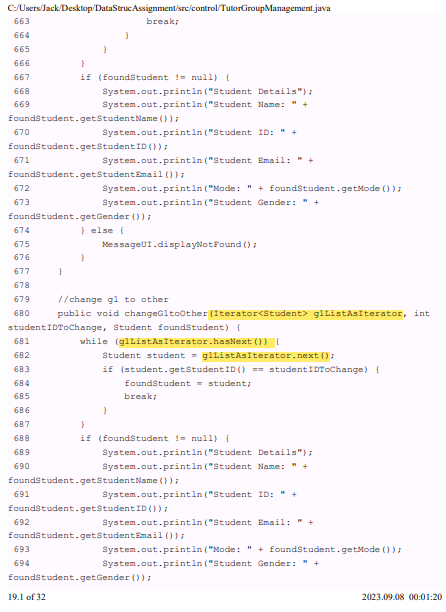 C:/Users/Jack/Desktop/DataStrucAssignment/src/control/TutorGroupManagement.java
663                     break;
664                 }
665             }
666         }
667         if (foundStudent != null) {
668             System.out.println("Student Details");
669             System.out.println("Student Name: " +
foundStudent.getStudentName());
670             System.out.println("Student ID: " +
foundStudent.getStudentID());
671             System.out.println("Student Email: " +
foundStudent.getStudentEmail());
672             System.out.println("Mode: " + foundStudent.getMode());
673             System.out.println("Student Gender: " +
foundStudent.getGender());
674         } else {
675             MessageUI.displayNotFound();
676         }
677     }
678
679     //change g1 to other
680     public void changeG1toOther(Iterator<Student> g1ListAsIterator, int
studentIDToChange, Student foundStudent) {
681         while (g1ListAsIterator.hasNext()) {
682             Student student = g1ListAsIterator.next();
683             if (student.getStudentID() == studentIDToChange) {
684                 foundStudent = student;
685                 break;
686             }
687         }
688         if (foundStudent != null) {
689             System.out.println("Student Details");
690             System.out.println("Student Name: " +
foundStudent.getStudentName());
691             System.out.println("Student ID: " +
foundStudent.getStudentID());
692             System.out.println("Student Email: " +
foundStudent.getStudentEmail());
693             System.out.println("Mode: " + foundStudent.getMode());
694             System.out.println("Student Gender: " +
foundStudent.getGender());
19.1 of 32 2023.09.08 00:01:20